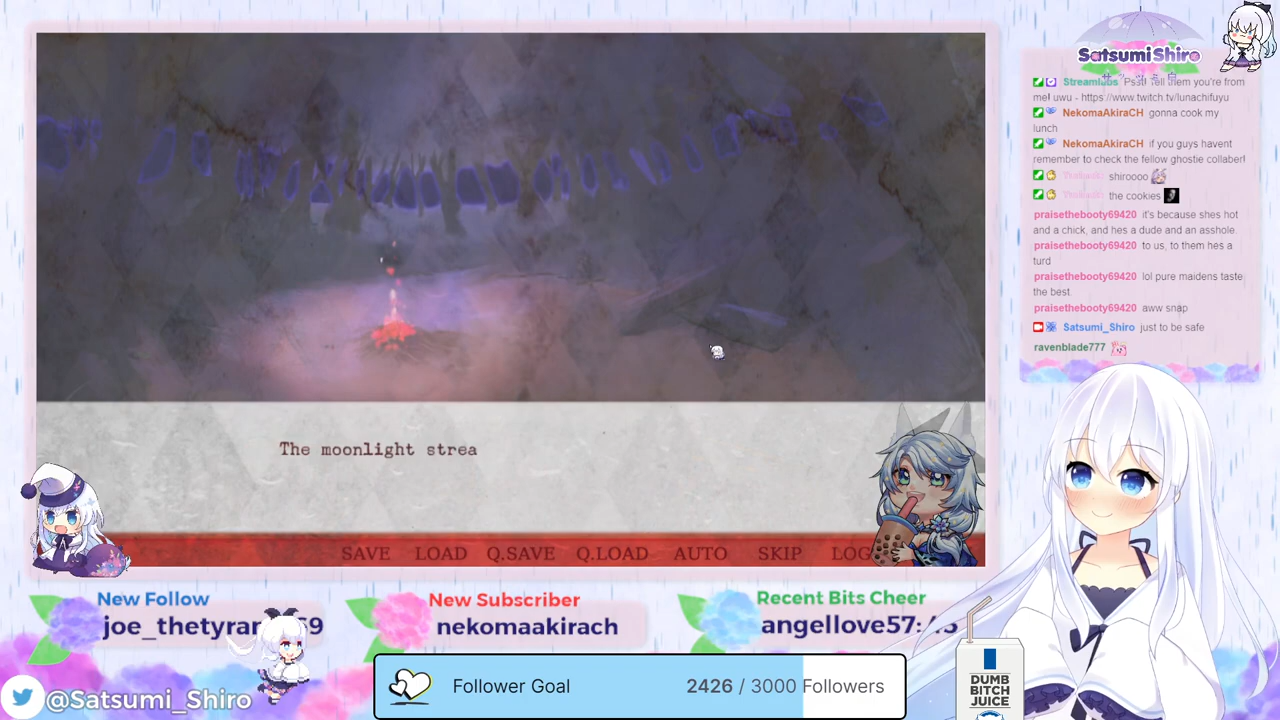 SatsumiShiro
Streamlabs Psst! Tell them you're from
me! uwu - https://www.twitch.tv/lunachifuyu
NekomaAkiraCH gonna cook my
lunch
NekomaAkiraCH if you guys havent
remember to check the fellow ghostie collaber!
shiroooo
the cookies
praisethebooty69420 it's because shes hot
and a chick, and hes a dude and an asshole
praisethebooty69420 to us, to them hes a
turd
praisethebooty69420 lol pure maidens taste
the best.
praisethebooty69420 aww snap
Satsumi_Shiro just to be safe
ravenblade777
The moonlight strea
SAVE LOAD Q.SAVE Q.LOAD AUTO SKIP LOG
New Follow
New Subscriber
nekomaakirach
Recent Bits Cheer
angellove57:
Follower Goal
2426 / 3000 Followers
@Satsumi_Shiro
DUMB
BITCH
JUICE